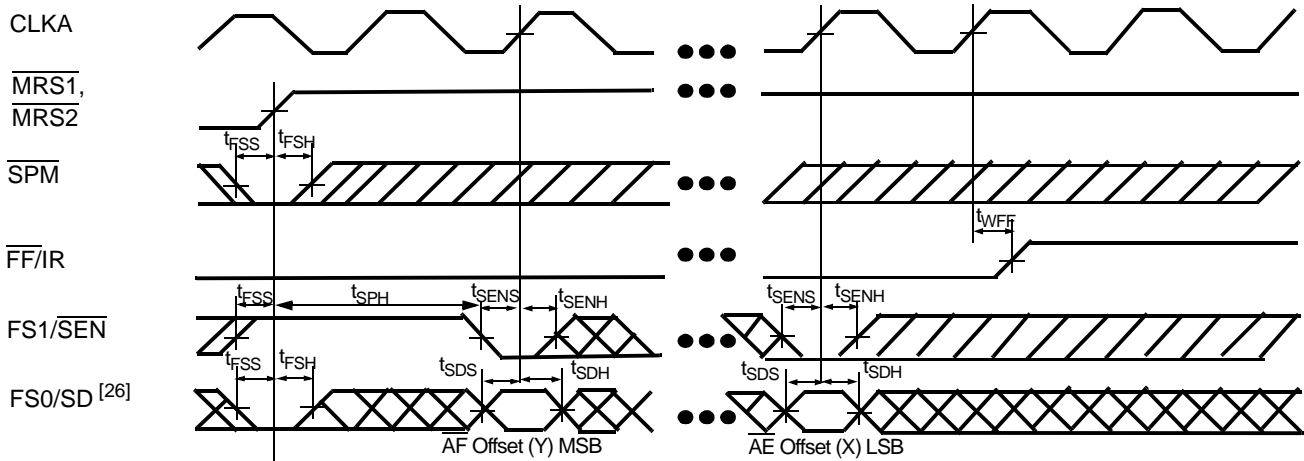 CLKA
MRS1,
MRS2
tFSS tFSH
SPM
tWFF
FF/IR
tFSS tSPH tSENS tSENH tSENS tSENH
FS1/SEN
tFSS tFSH tSDS tSDH tSDS tSDH
FS0/SD [26]
AF Offset (Y) MSB AE Offset (X) LSB